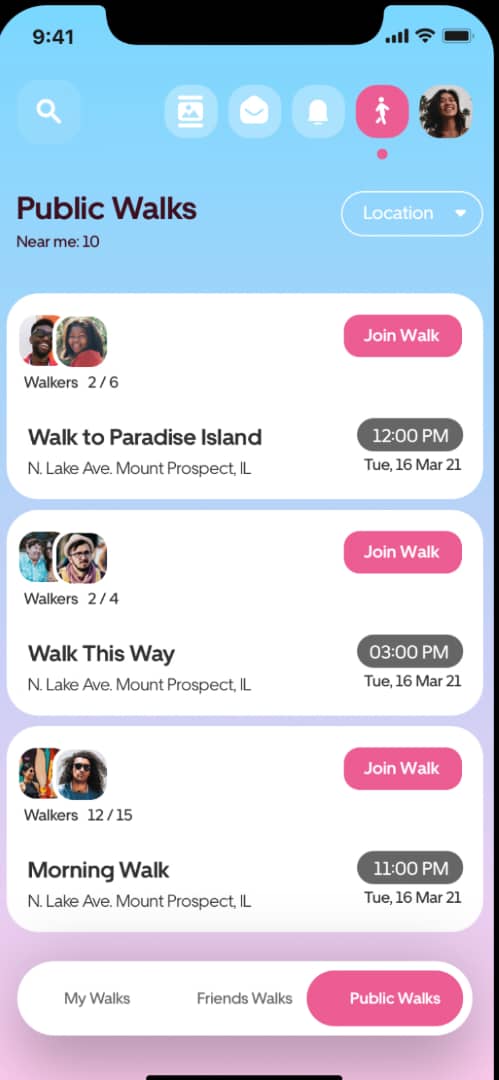 9:41
Public Walks
Location
Near me: 10
Join Walk
Walkers 2 / 6
Walk to Paradise Island
12:00 PM
N. Lake Ave. Mount Prospect, IL
Tue, 16 Mar 21
Join Walk
Walkers 2 / 4
Walk This Way
03:00 PM
N. Lake Ave. Mount Prospect, IL
Tue, 16 Mar 21
Join Walk
Walkers 12 / 15
Morning Walk
11:00 PM
N. Lake Ave. Mount Prospect, IL
Tue, 16 Mar 21
My Walks
Friends Walks
Public Walks